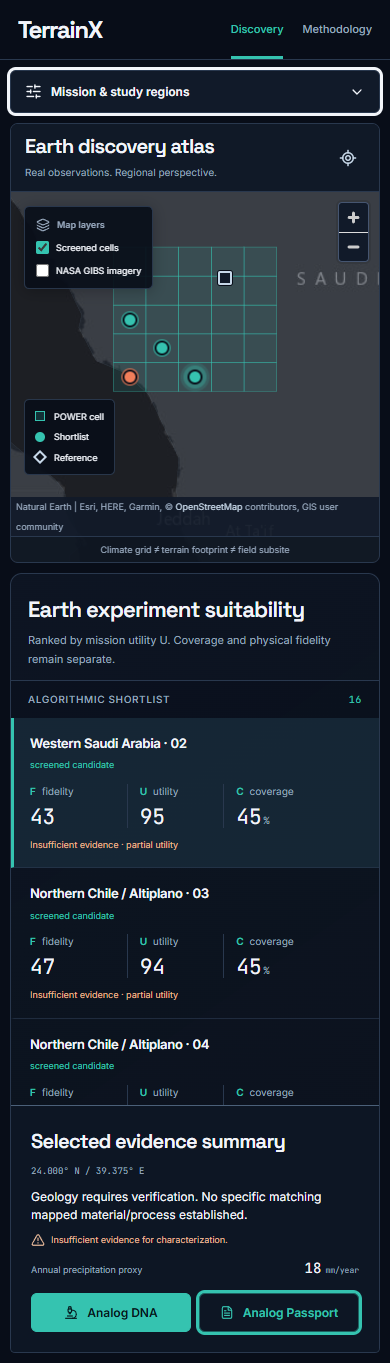 TerrainX
Discovery Methodology
Mission & study regions
Earth discovery atlas
Real observations. Regional perspective.
Map layers
Screened cells
NASA GIBS imagery
SAUDI
POWER cell
Shortlist
Reference
Jeddah
At Ta'if
Natural Earth | Esri, HERE, Garmin, © OpenStreetMap contributors, GIS user
community
Climate grid ≠ terrain footprint ≠ field subsite
Earth experiment suitability
Ranked by mission utility U. Coverage and physical fidelity
remain separate.
ALGORITHMIC SHORTLIST 16
Western Saudi Arabia · 02
screened candidate
F fidelity U utility C coverage
43 95 45%
Insufficient evidence · partial utility
Northern Chile / Altiplano · 03
screened candidate
F fidelity U utility C coverage
47 94 45%
Insufficient evidence · partial utility
Northern Chile / Altiplano · 04
screened candidate
F fidelity U utility C coverage
Selected evidence summary
24.000° N / 39.375° E
Geology requires verification. No specific matching
mapped material/process established.
Insufficient evidence for characterization.
Annual precipitation proxy 18 mm/year
Analog DNA Analog Passport